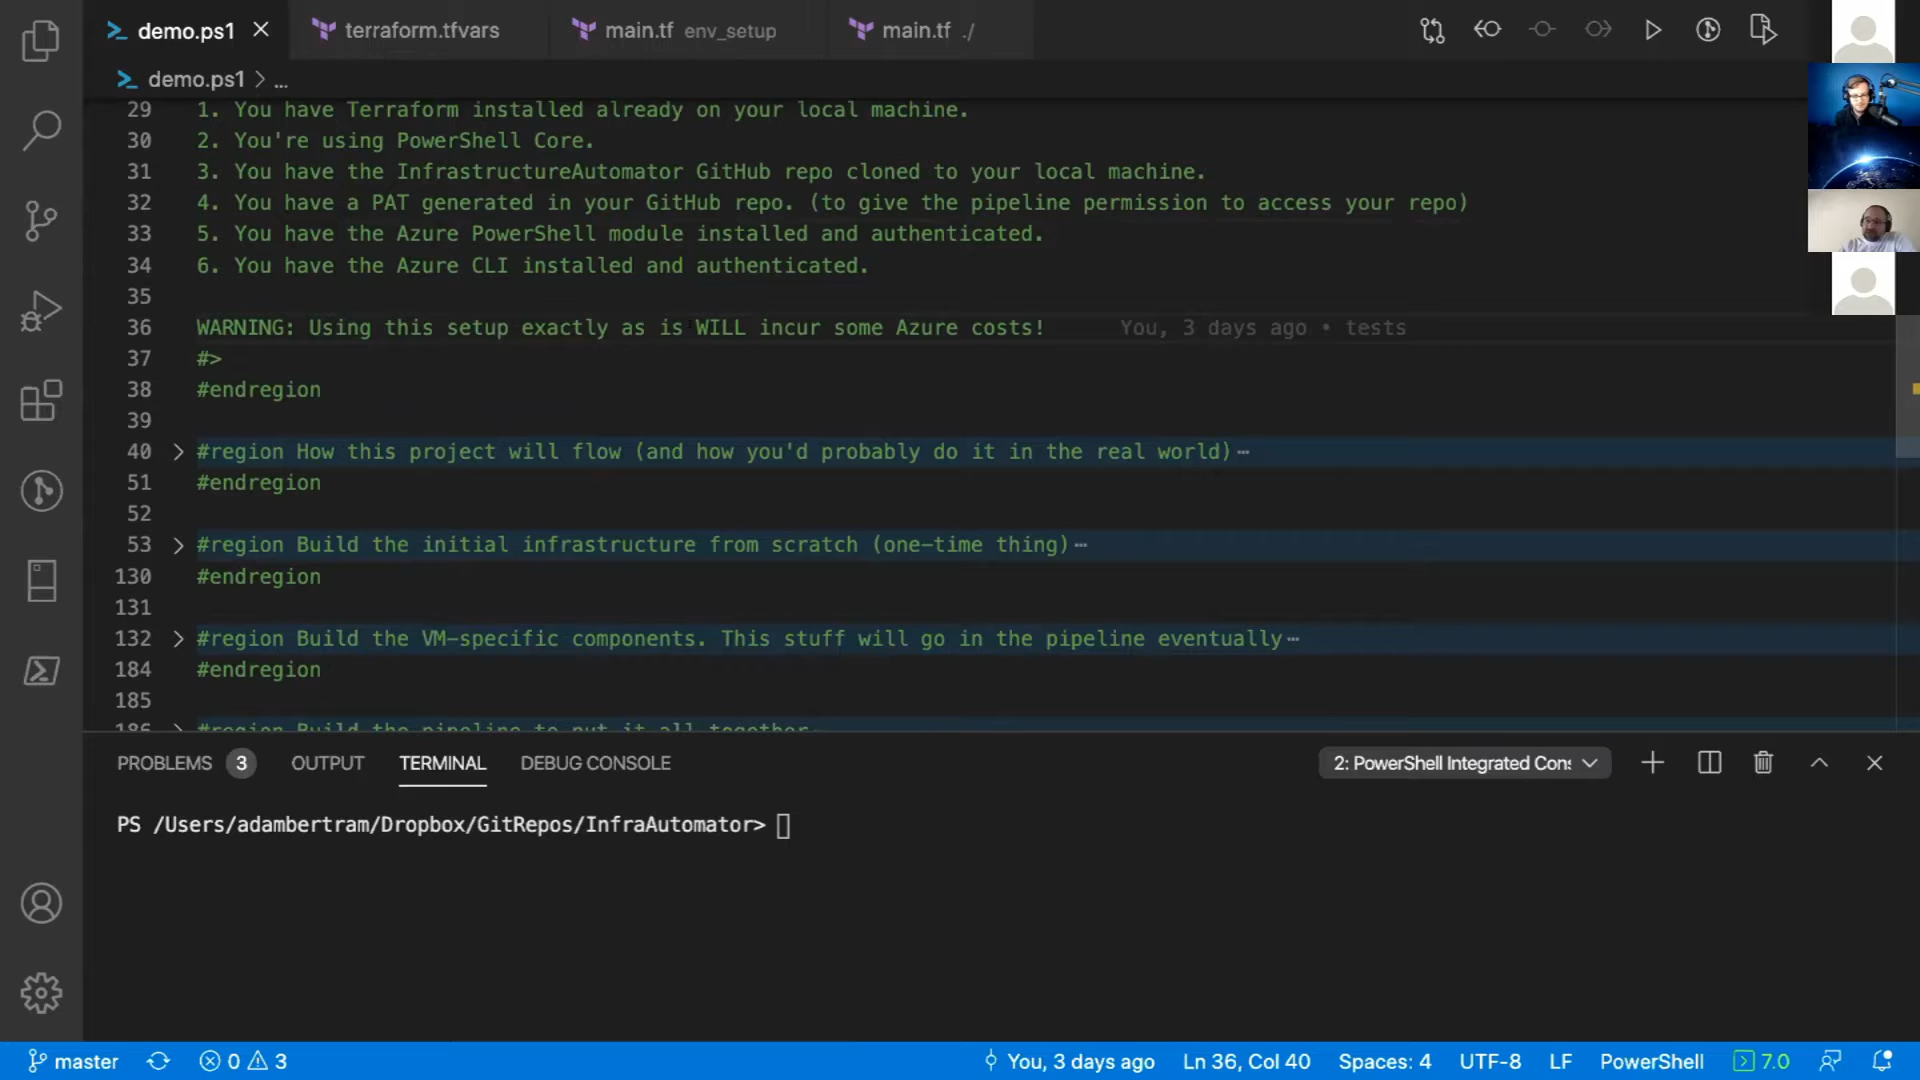 demo.ps1
terraform.tfvars
main.tf env_setup
main.tf ./
demo.ps1 > ...
29 1. You have Terraform installed already on your local machine.
30 2. You're using PowerShell Core.
31 3. You have the InfrastructureAutomator GitHub repo cloned to your local machine.
32 4. You have a PAT generated in your GitHub repo. (to give the pipeline permission to access your repo)
33 5. You have the Azure PowerShell module installed and authenticated.
34 6. You have the Azure CLI installed and authenticated.
35
36 WARNING: Using this setup exactly as is WILL incur some Azure costs! You, 3 days ago • tests
37 #>
38 #endregion
39
40 #region How this project will flow (and how you'd probably do it in the real world)…
51 #endregion
52
53 #region Build the initial infrastructure from scratch (one-time thing)…
130 #endregion
131
132 #region Build the VM-specific components. This stuff will go in the pipeline eventually…
184 #endregion
185
186 #region Build the pipeline to put it all together…
PROBLEMS 3 OUTPUT TERMINAL DEBUG CONSOLE 2: PowerShell Integrated Con
PS /Users/adambertram/Dropbox/GitRepos/InfraAutomator>
master 0 3 You, 3 days ago Ln 36, Col 40 Spaces: 4 UTF-8 LF PowerShell 7.0